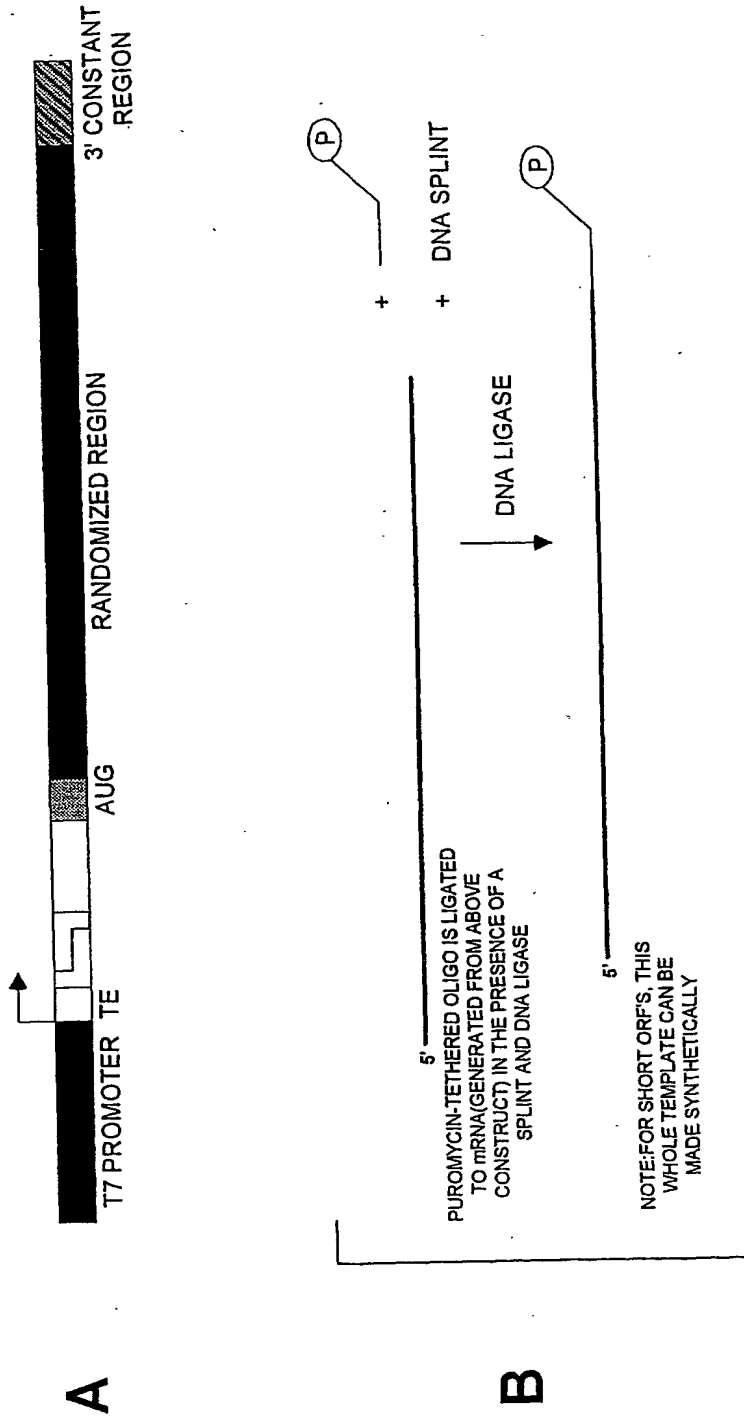 A
T7 PROMOTER TE
AUG
RANDOMIZED REGION
3' CONSTANT
REGION
B
5'
+
P
PUROMYCIN-TETHERED OLIGO IS LIGATED
TO mRNA(GENERATED FROM ABOVE
CONSTRUCT) IN THE PRESENCE OF A
SPLINT AND DNA LIGASE
DNA LIGASE
+ DNA SPLINT
5'
P
NOTE:FOR SHORT ORF'S, THIS
WHOLE TEMPLATE CAN BE
MADE SYNTHETICALLY